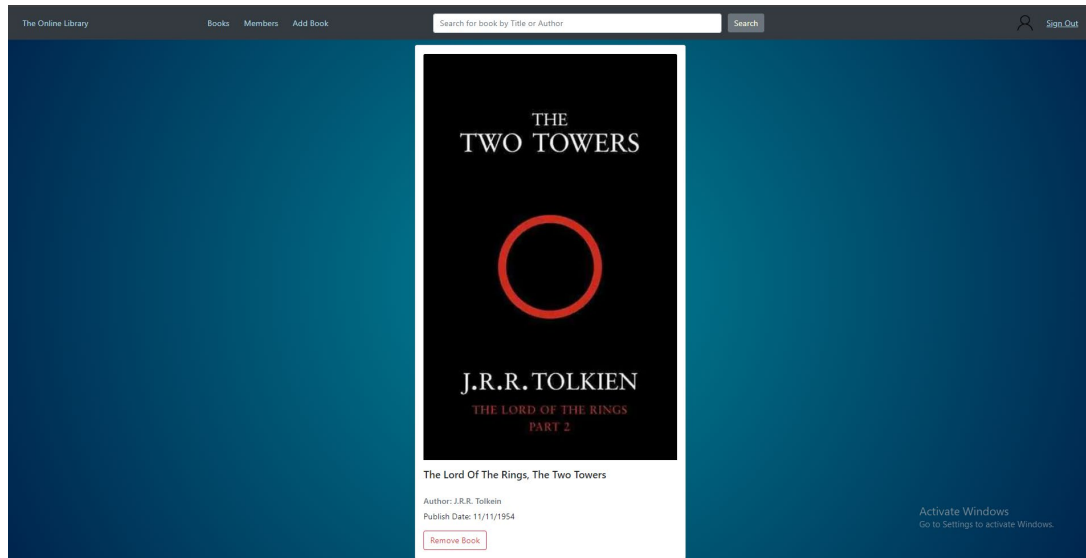 The Online Library
Books Members Add Book
Search for book by Title or Author
Search
Sign Out
THE
TWO TOWERS
J.R.R. TOLKIEN
THE LORD OF THE RINGS
PART 2
The Lord Of The Rings, The Two Towers
Author: J.R.R. Tolkein
Publish Date: 11/11/1954
Remove Book
Activate Windows
Go to Settings to activate Windows.